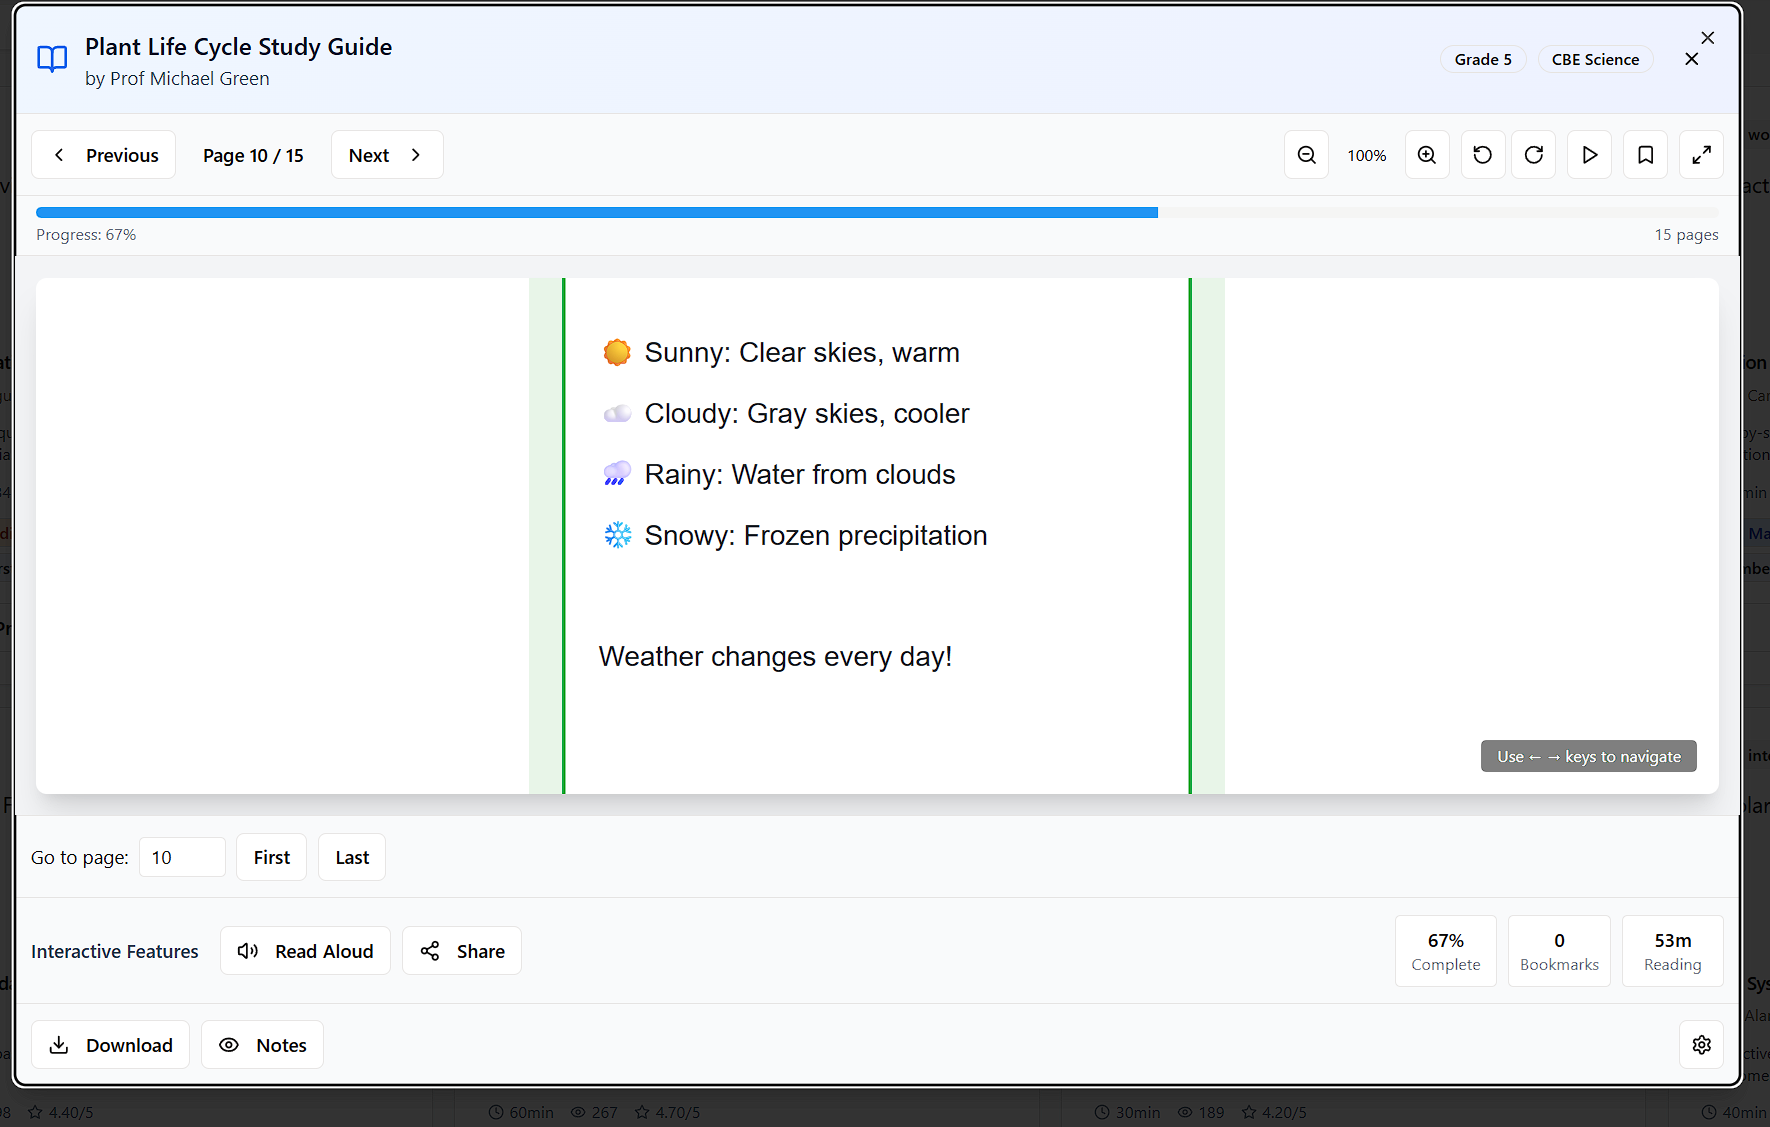 Plant Life Cycle Study Guide
by Prof Michael Green
Grade 5
CBE Science
Previous
Page 10 / 15
Next
100%
Progress: 67%
15 pages
Sunny: Clear skies, warm
Cloudy: Gray skies, cooler
Rainy: Water from clouds
Snowy: Frozen precipitation
Weather changes every day!
Use ← → keys to navigate
Go to page:
10
First
Last
Interactive Features
Read Aloud
Share
67%
Complete
0
Bookmarks
53m
Reading
Download
Notes
4.40/5
60min
267
4.70/5
30min
189
4.20/5
40min